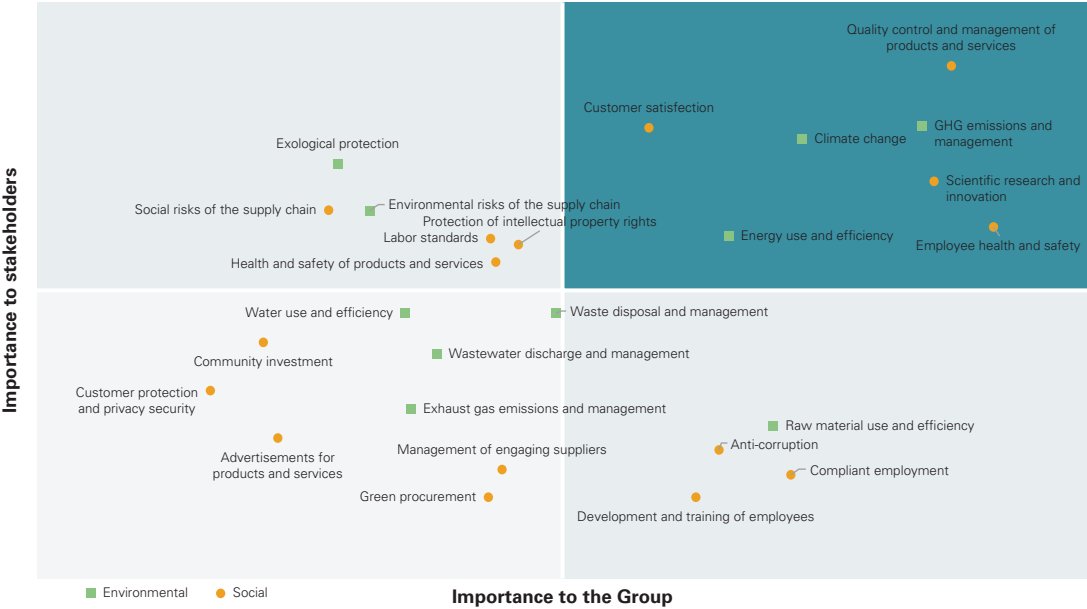 Quality control and management of
products and services
Customer satisfaction
GHG emissions and
management
Climate change
Exological protection
Scientific research and
innovation
Environmental risks of the supply chain
Social risks of the supply chain
Protection of intellectual property rights
Labor standards
Energy use and efficiency
Employee health and safety
Health and safety of products and services
Importance to stakeholders
Water use and efficiency
Waste disposal and management
Community investment
Wastewater discharge and management
Customer protection
and privacy security
Exhaust gas emissions and management
Raw material use and efficiency
Anti-corruption
Management of engaging suppliers
Advertisements for
products and services
Compliant employment
Green procurement
Development and training of employees
Environmental
Social
Importance to the Group